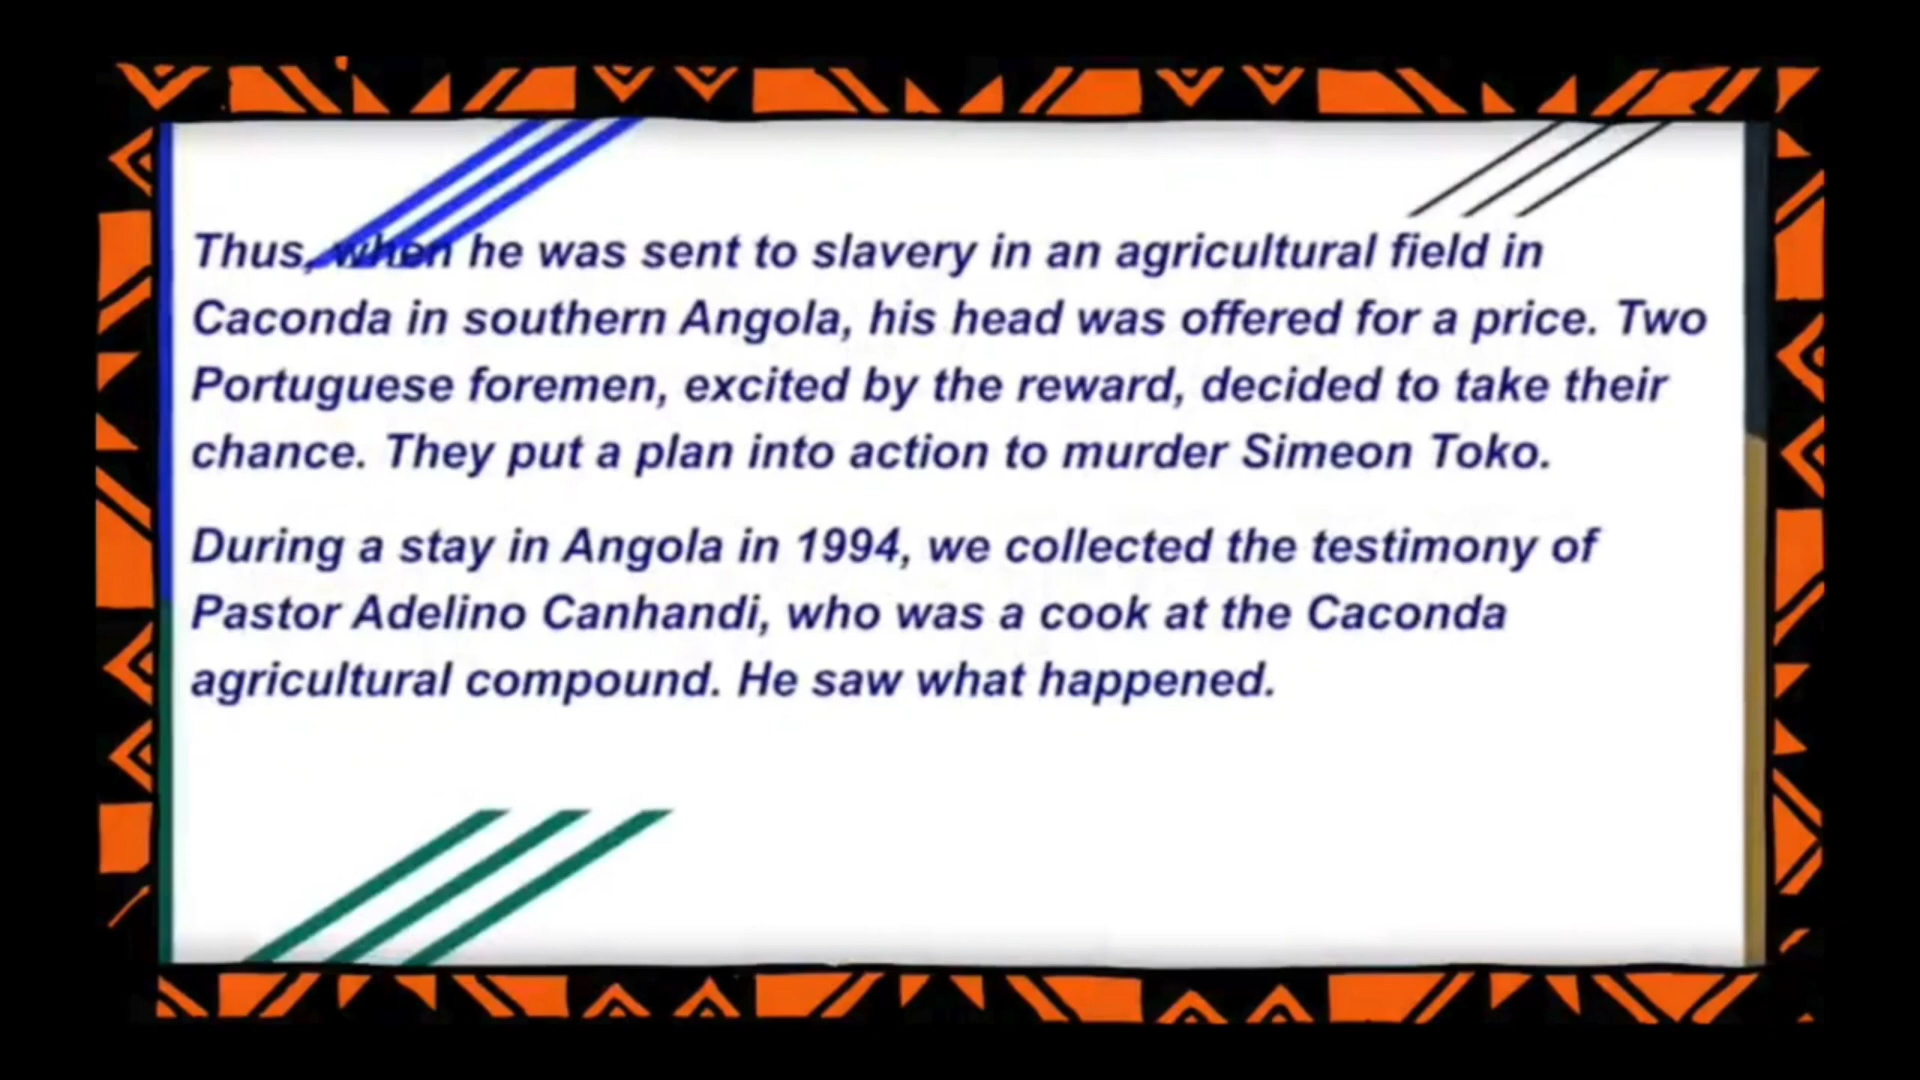 Thus, when he was sent to slavery in an agricultural field in
Caconda in southern Angola, his head was offered for a price. Two
Portuguese foremen, excited by the reward, decided to take their
chance. They put a plan into action to murder Simeon Toko.
During a stay in Angola in 1994, we collected the testimony of
Pastor Adelino Canhandi, who was a cook at the Caconda
agricultural compound. He saw what happened.